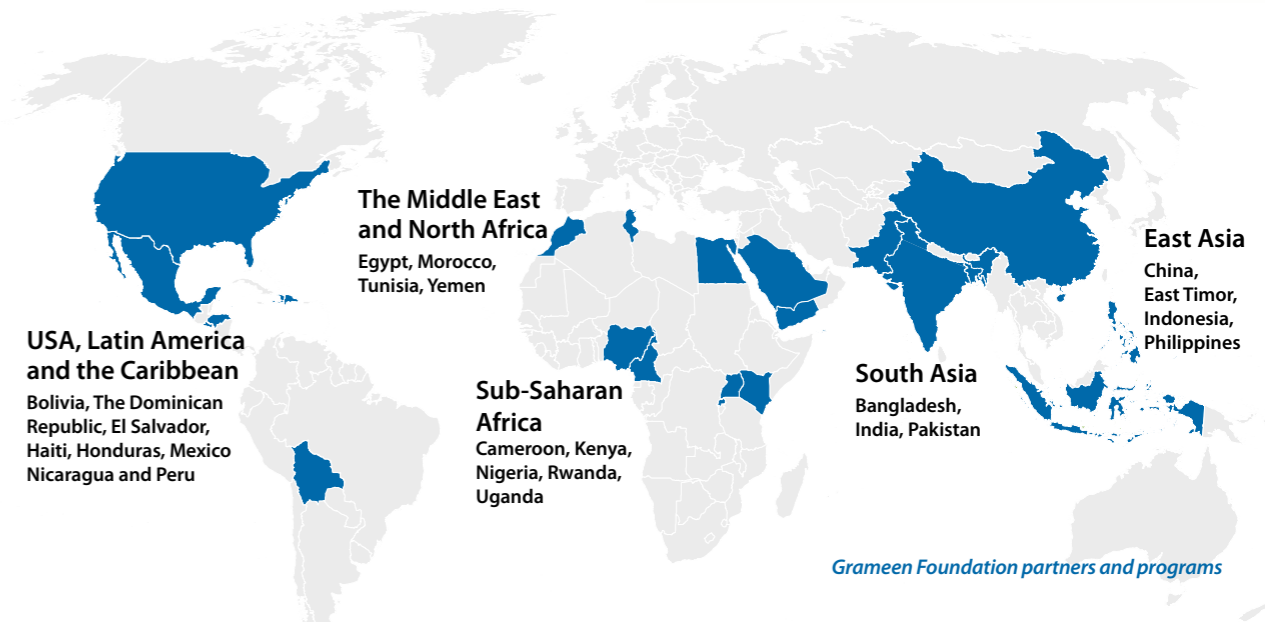 The Middle East
and North Africa
Egypt, Morocco,
Tunisia, Yemen
East Asia
China,
East Timor,
Indonesia,
Philippines
USA, Latin America
and the Caribbean
Bolivia, The Dominican
Republic, El Salvador,
Haiti, Honduras, Mexico
Nicaragua and Peru
Sub-Saharan
Africa
Cameroon, Kenya,
Nigeria, Rwanda,
Uganda
South Asia
Bangladesh,
India, Pakistan
Grameen Foundation partners and programs